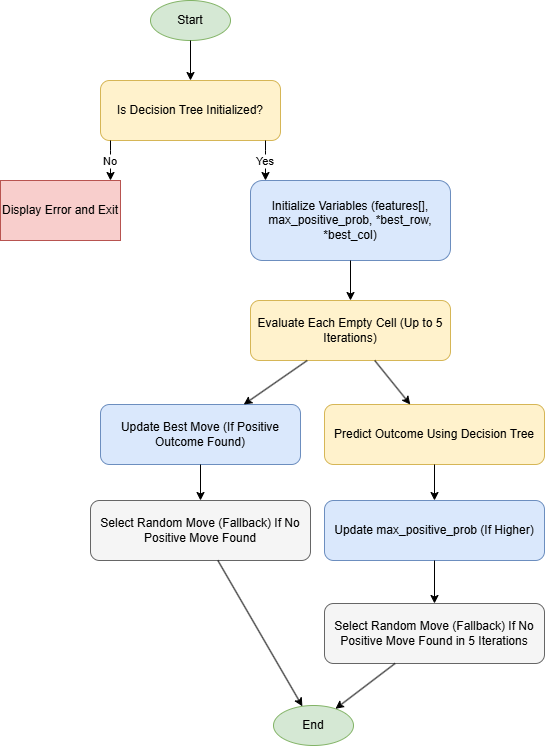 Start
Is Decision Tree Initialized?
No
Yes
Display Error and Exit
Initialize Variables (features[],
max_positive_prob, *best_row,
*best_col)
Evaluate Each Empty Cell (Up to 5
Iterations)
Update Best Move (If Positive
Outcome Found)
Predict Outcome Using Decision Tree
Select Random Move (Fallback) If No
Positive Move Found
Update max_positive_prob (If Higher)
Select Random Move (Fallback) If No
Positive Move Found in 5 Iterations
End